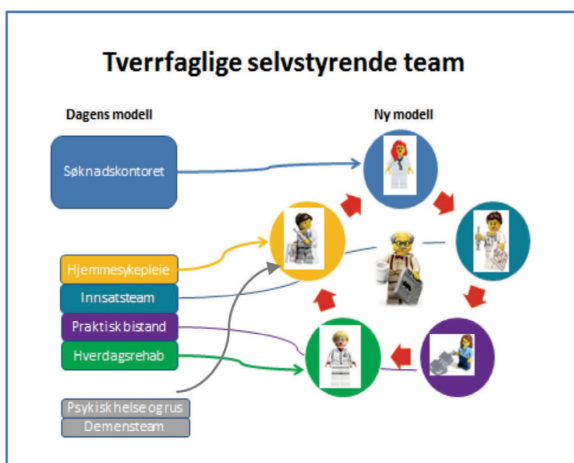 Tverrfaglige selvstyrende team
Dagens modell
Ny modell
Søknadskontoret
Hjemmesykepleie
Innsatsteam
Praktisk bistand
Hverdagsrehab
Psykisk helse og rus
Demensteam